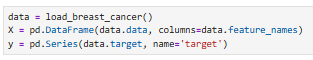 data = load_breast_cancer()
X = pd.DataFrame(data.data, columns=data.feature_names)
y = pd.Series(data.target, name='target')